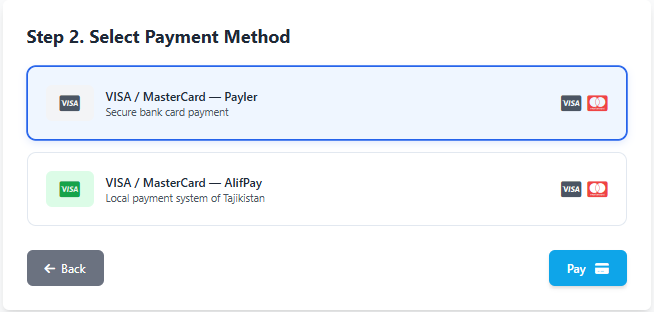 Step 2. Select Payment Method
VISA
VISA / MasterCard — Payler
Secure bank card payment
VISA
VISA
VISA / MasterCard — AlifPay
Local payment system of Tajikistan
VISA
Back
Pay